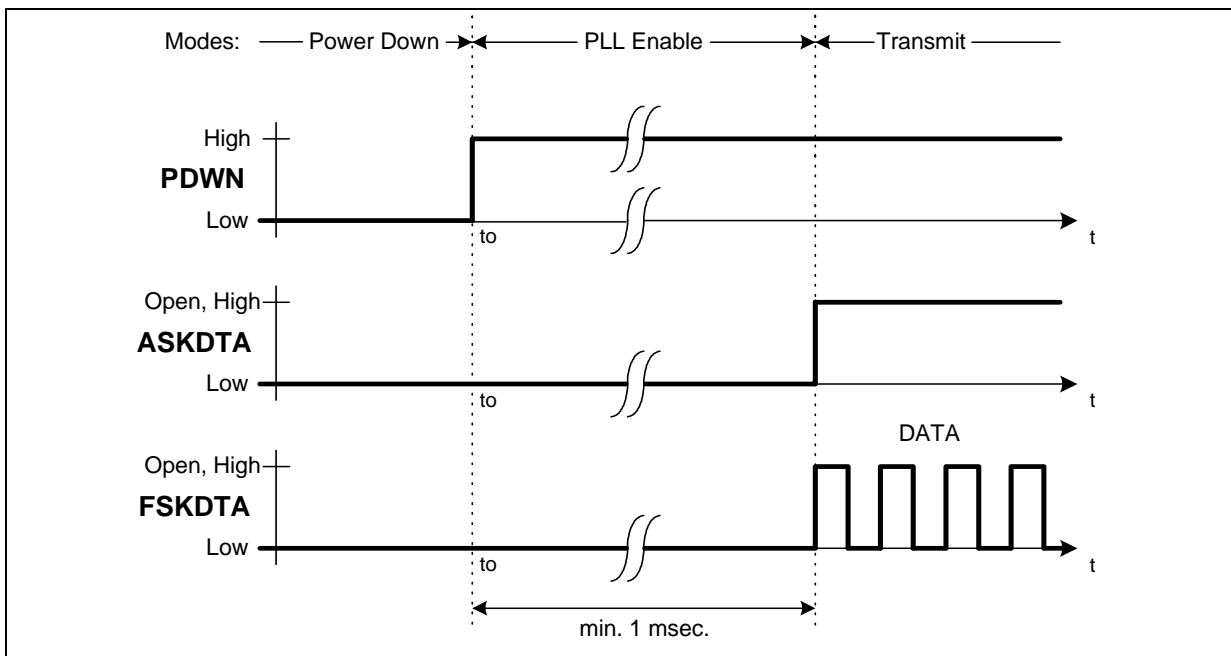 Modes: Power Down PLL Enable Transmit
High
PDWN
Low
to
t
Open, High
ASKDTA
Low
to
t
DATA
Open, High
FSKDTA
Low
to
t
min. 1 msec.